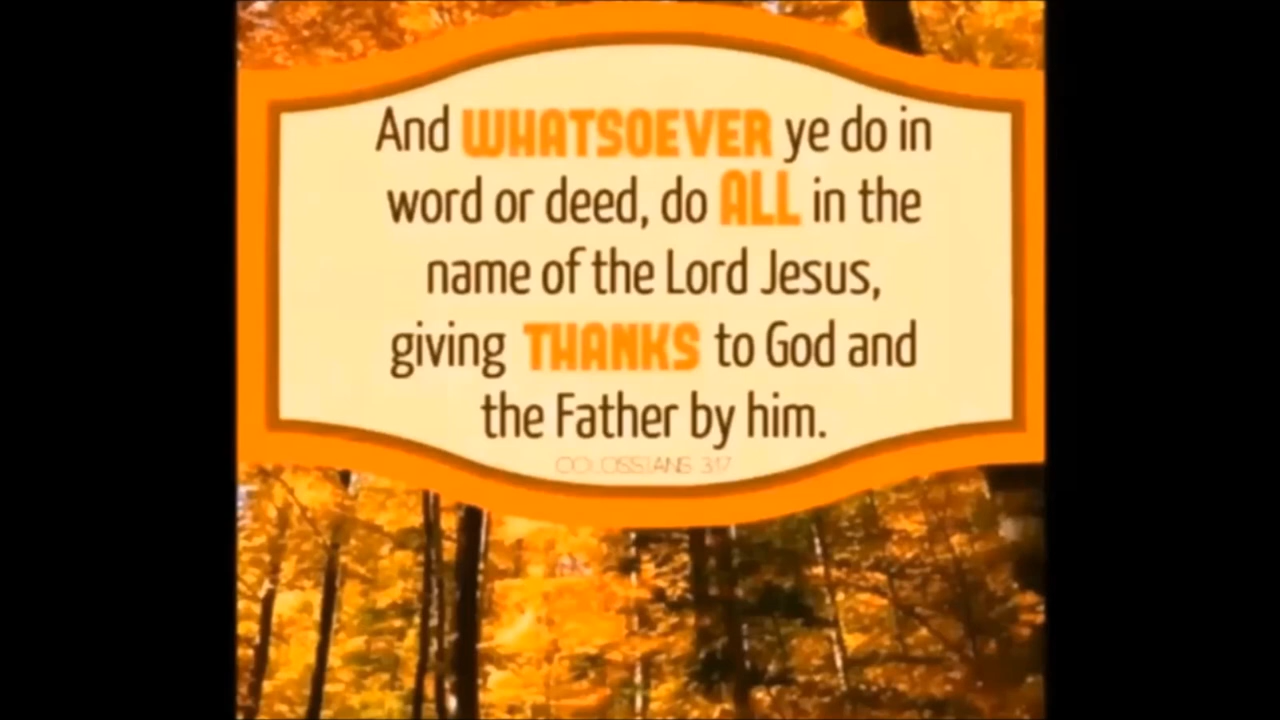 And WHATSOEVER ye do in
word or deed, do ALL in the
name of the Lord Jesus,
giving THANKS to God and
the Father by him.
COLOSSIANS 3:17